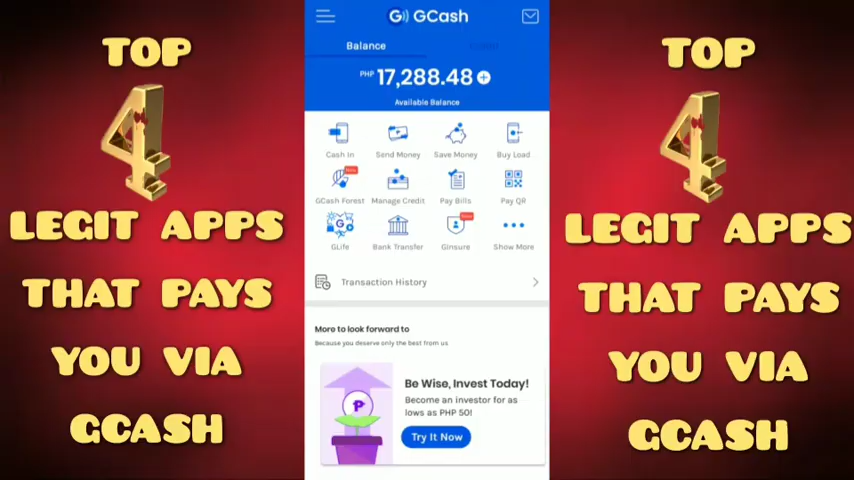 TOP
4
LEGIT APPS
THAT PAYS
YOU VIA
GCASH
GCash
Balance
PHP 17,288.48
Available Balance
Cash In
Send Money
Save Money
Buy Load
New
GCash Forest
Manage Credit
Pay Bills
Pay QR
New
GLife
Bank Transfer
GInsure
Show More
Transaction History
More to look forward to
Because you deserve only the best from us
Be Wise, Invest Today!
Become an investor for as
lows as PHP 50!
Try It Now
TOP
4
LEGIT APPS
THAT PAYS
YOU VIA
GCASH